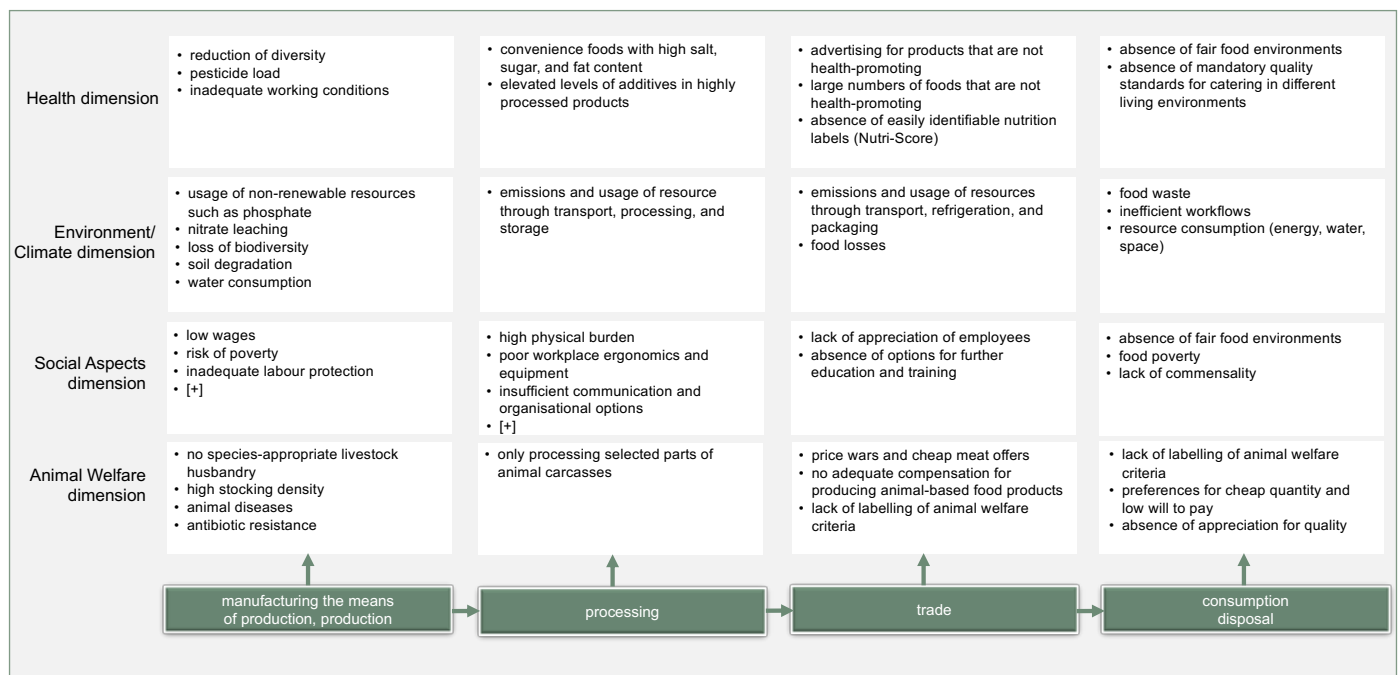 Health dimension
• reduction of diversity
• pesticide load
• inadequate working conditions
• convenience foods with high salt,
sugar, and fat content
• elevated levels of additives in highly
processed products
• advertising for products that are not
health-promoting
• large numbers of foods that are not
health-promoting
• absence of easily identifiable nutrition
labels (Nutri-Score)
• absence of fair food environments
• absence of mandatory quality
standards for catering in different
living environments
Environment/
Climate dimension
• usage of non-renewable resources
such as phosphate
• nitrate leaching
• loss of biodiversity
• soil degradation
• water consumption
• emissions and usage of resource
through transport, processing, and
storage
• emissions and usage of resources
through transport, refrigeration, and
packaging
• food losses
• food waste
• inefficient workflows
• resource consumption (energy, water,
space)
Social Aspects
dimension
• low wages
• risk of poverty
• inadequate labour protection
• [+]
• high physical burden
• poor workplace ergonomics and
equipment
• insufficient communication and
organisational options
• [+]
• lack of appreciation of employees
• absence of options for further
education and training
• absence of fair food environments
• food poverty
• lack of commensality
Animal Welfare
dimension
• no species-appropriate livestock
husbandry
• high stocking density
• animal diseases
• antibiotic resistance
• only processing selected parts of
animal carcasses
• price wars and cheap meat offers
• no adequate compensation for
producing animal-based food products
• lack of labelling of animal welfare
criteria
• lack of labelling of animal welfare
criteria
• preferences for cheap quantity and
low will to pay
• absence of appreciation for quality
manufacturing the means
of production, production
processing
trade
consumption
disposal